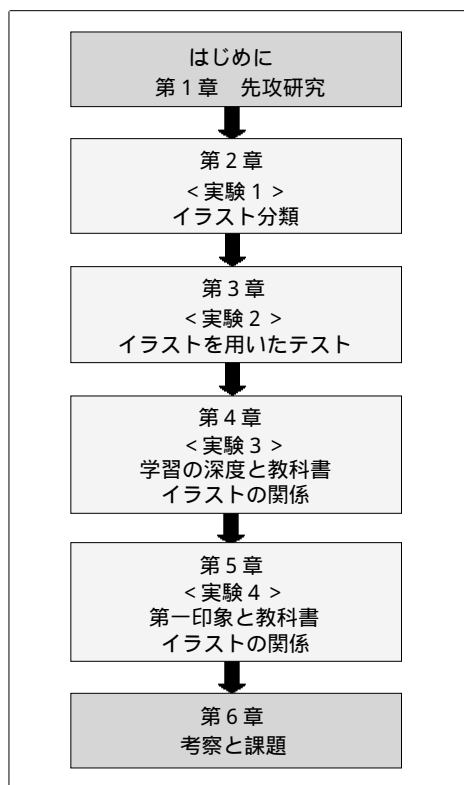 はじめに
第1章　先攻研究
第2章
<実験1>
イラスト分類
第3章
<実験2>
イラストを用いたテスト
第4章
<実験3>
学習の深度と教科書
イラストの関係
第5章
<実験4>
第一印象と教科書
イラストの関係
第6章
考察と課題